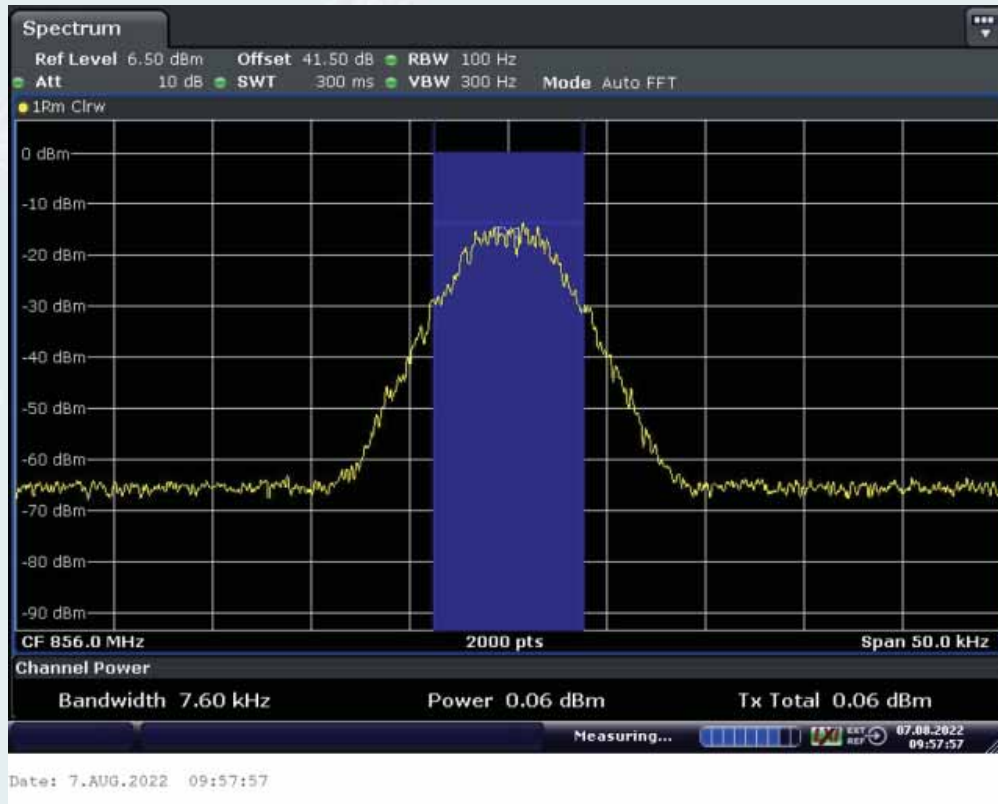 Spectrum
Ref Level 6.50 dBm Offset 41.50 dB RBW 100 Hz
Att 10 dB SWT 300 ms VBW 300 Hz Mode Auto FFT
1Rm Clrw
0 dBm
-10 dBm
-20 dBm
-30 dBm
-40 dBm
-50 dBm
-60 dBm
-70 dBm
-80 dBm
-90 dBm
CF 856.0 MHz 2000 pts Span 50.0 kHz
Channel Power
Bandwidth 7.60 kHz Power 0.06 dBm Tx Total 0.06 dBm
Measuring... LXI EXT REF 07.08.2022 09:57:57
Date: 7.AUG.2022 09:57:57